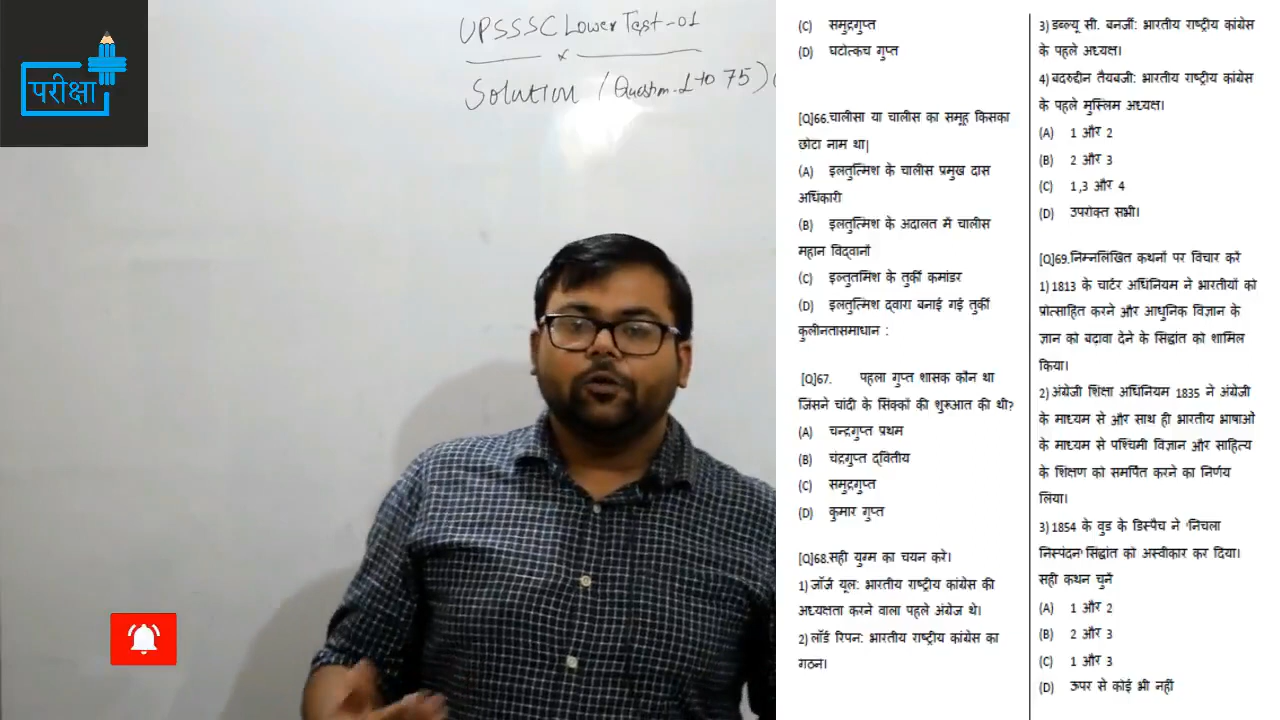 परीक्षा
UPSSSC Lower Test-01
Solution (Question-1 to 75)
(C) समुद्रगुप्त
(D) घटोत्कच गुप्त
[Q]66.चालीसा या चालीस का समूह किसका
छोटा नाम था|
(A) इलतुत्मिश के चालीस प्रमुख दास
अधिकारी
(B) इलतुत्मिश के अदालत में चालीस
महान विद्वानों
(C) इल्तुतमिश के तुर्की कमांडर
(D) इलतुत्मिश द्वारा बनाई गई तुर्की
कुलीनतासमाधान :
[Q]67. पहला गुप्त शासक कौन था
जिसने चांदी के सिक्कों की शुरूआत की थी?
(A) चन्द्रगुप्त प्रथम
(B) चंद्रगुप्त द्वितीय
(C) समुद्रगुप्त
(D) कुमार गुप्त
[Q]68.सही युग्म का चयन करे।
1) जॉर्ज यूल: भारतीय राष्ट्रीय कांग्रेस की
अध्यक्षता करने वाला पहले अंग्रेज थे।
2) लॉर्ड रिपन: भारतीय राष्ट्रीय कांग्रेस का
गठन।
3) डब्ल्यू सी. बनर्जी: भारतीय राष्ट्रीय कांग्रेस
के पहले अध्यक्ष।
4) बदरुद्दीन तैयबजी: भारतीय राष्ट्रीय कांग्रेस
के पहले मुस्लिम अध्यक्ष।
(A) 1 और 2
(B) 2 और 3
(C) 1,3 और 4
(D) उपरोक्त सभी।
[Q]69.निम्नलिखित कथनों पर विचार करें
1) 1813 के चार्टर अधिनियम ने भारतीयों को
प्रोत्साहित करने और आधुनिक विज्ञान के
ज्ञान को बढ़ावा देने के सिद्धांत को शामिल
किया।
2) अंग्रेजी शिक्षा अधिनियम 1835 ने अंग्रेजी
के माध्यम से और साथ ही भारतीय भाषाओं
के माध्यम से पश्चिमी विज्ञान और साहित्य
के शिक्षण को समर्पित करने का निर्णय
लिया।
3) 1854 के वुड के डिस्पैच ने 'निचला
निस्पंदन' सिद्धांत को अस्वीकार कर दिया।
सही कथन चुनें
(A) 1 और 2
(B) 2 और 3
(C) 1 और 3
(D) ऊपर से कोई भी नहीं